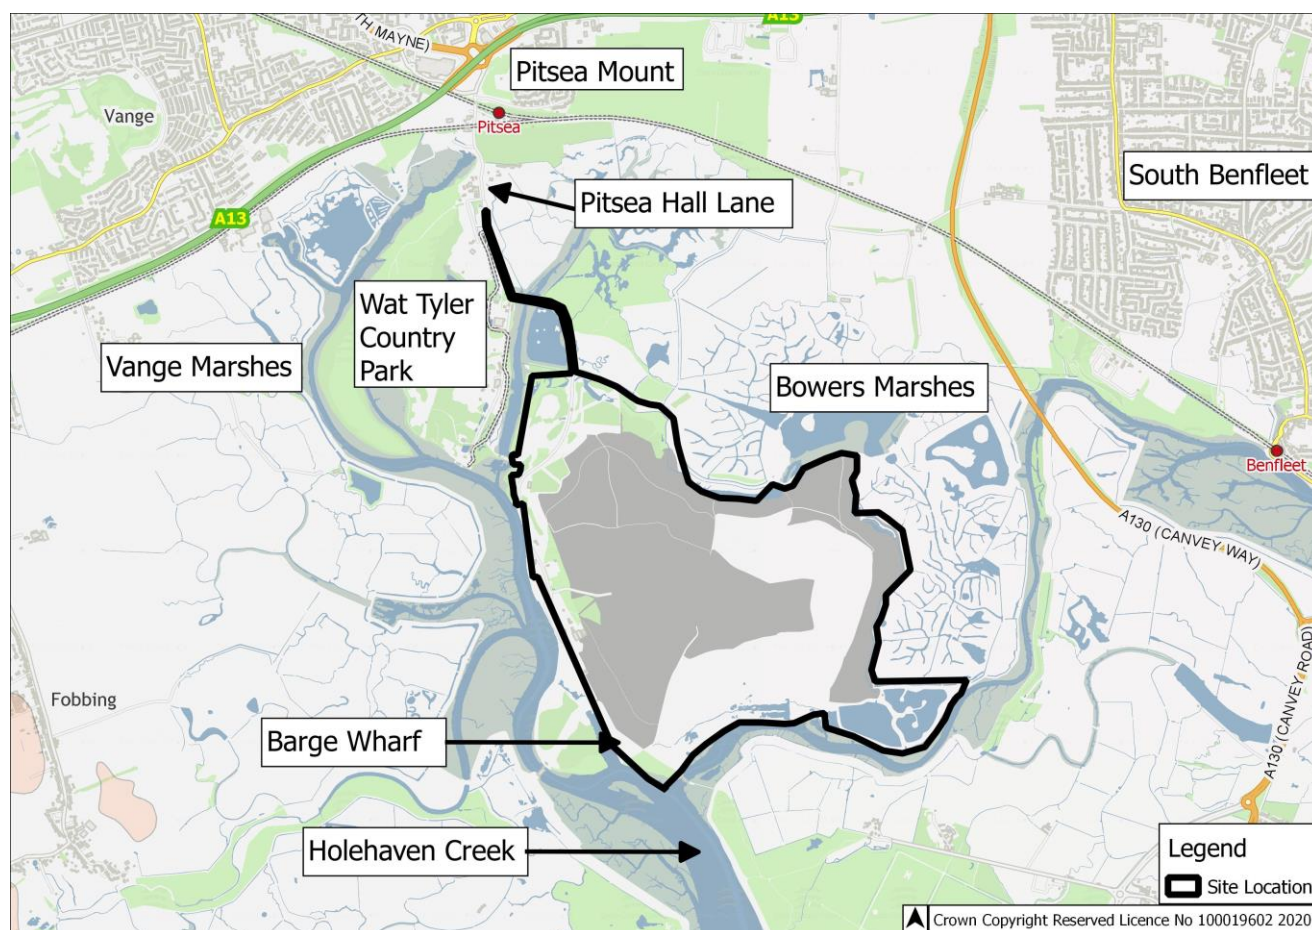 TH MAYNE)
A13
Pitsea Mount
Vange
Pitsea
South Benfleet
Pitsea Hall Lane
A13
Wat Tyler
Country
Park
Vange Marshes
Bowers Marshes
Benfleet
A130 (CANVEY WAY)
Fobbing
A130 (CANVEY ROAD)
Barge Wharf
Holehaven Creek
Legend
Site Location
Crown Copyright Reserved Licence No 100019602 2020